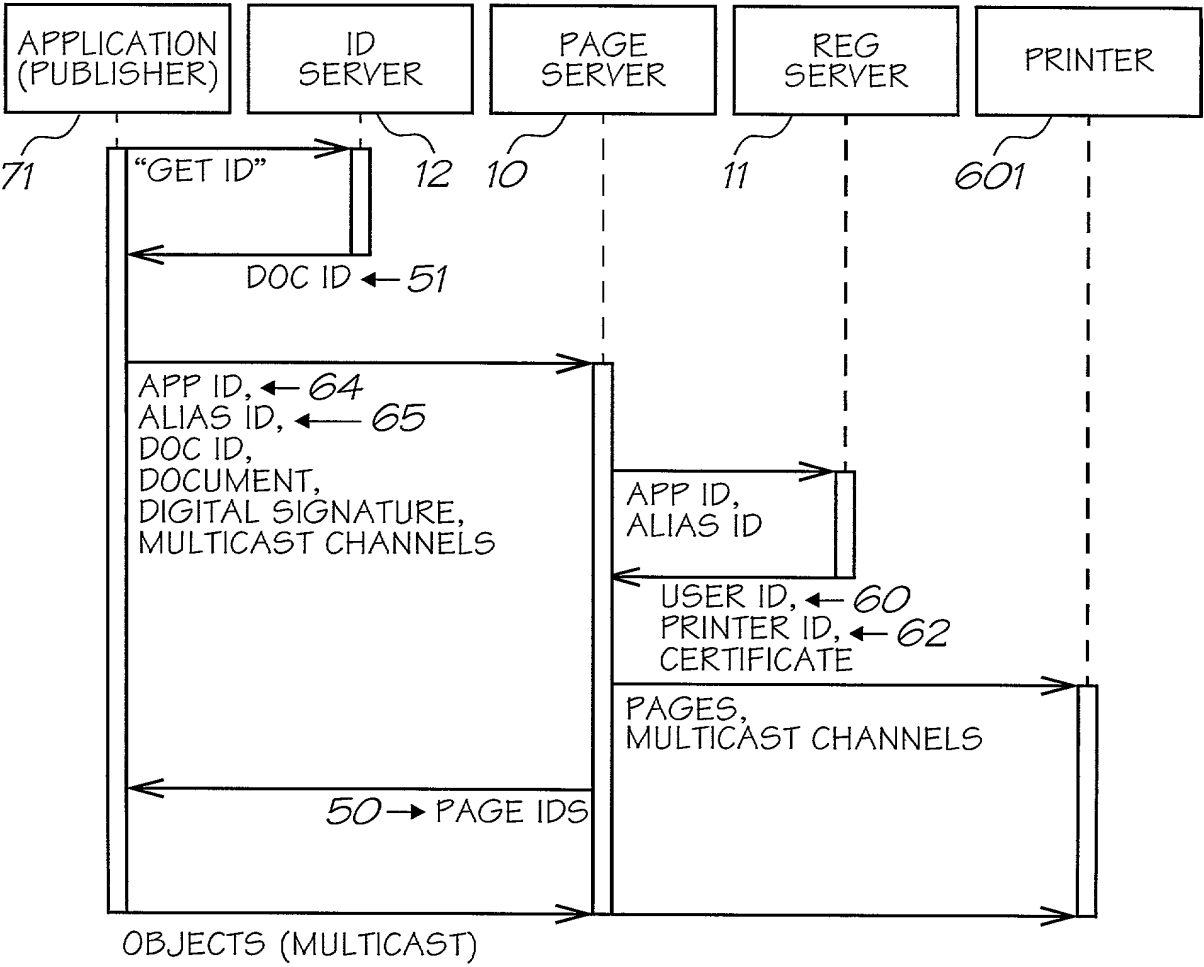 APPLICATION
(PUBLISHER)
ID
SERVER
PAGE
SERVER
REG
SERVER
PRINTER
71
12
10
11
601
"GET ID"
DOC ID ← 51
APP ID, ← 64
ALIAS ID, ← 65
DOC ID,
DOCUMENT,
DIGITAL SIGNATURE,
MULTICAST CHANNELS
APP ID,
ALIAS ID
USER ID, ← 60
PRINTER ID, ← 62
CERTIFICATE
PAGES,
MULTICAST CHANNELS
50 → PAGE IDS
OBJECTS (MULTICAST)